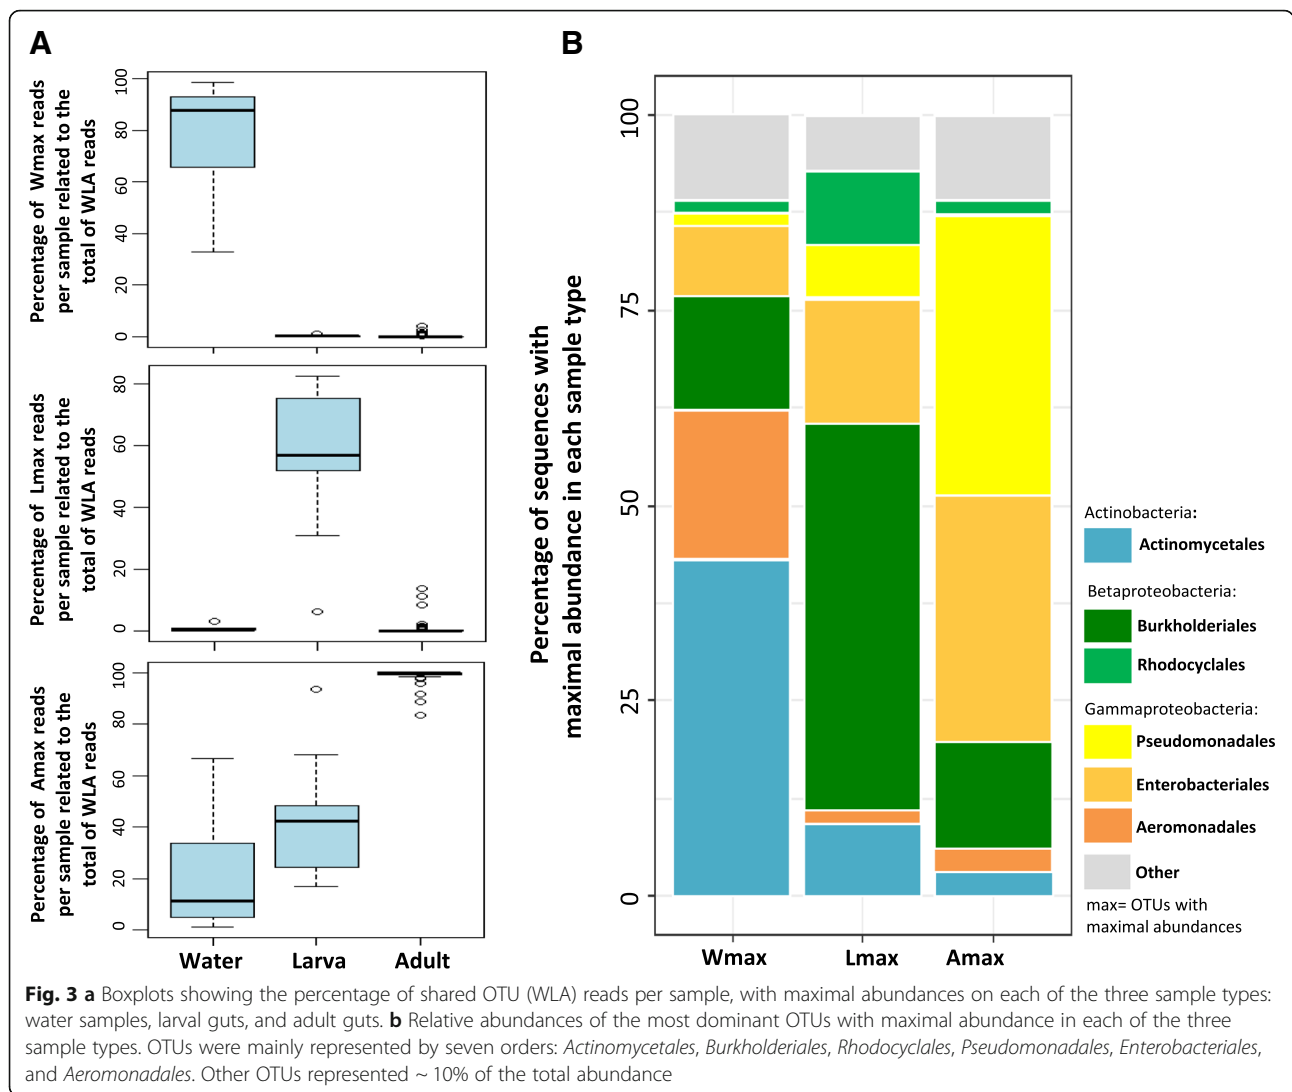 A
B
Percentage of Wmax reads
per sample related to the
total of WLA reads
100
80
60
40
20
0
Percentage of Lmax reads
per sample related to the
total of WLA reads
80
60
40
20
0
Percentage of Amax reads
per sample related to the
total of WLA reads
100
80
60
40
20
0
Water Larva Adult
Percentage of sequences with
maximal abundance in each sample type
100
75
50
25
0
Wmax Lmax Amax
Actinobacteria:
Actinomycetales
Betaproteobacteria:
Burkholderiales
Rhodocyclales
Gammaproteobacteria:
Pseudomonadales
Enterobacteriales
Aeromonadales
Other
max= OTUs with
maximal abundances
Fig. 3 a Boxplots showing the percentage of shared OTU (WLA) reads per sample, with maximal abundances on each of the three sample types:
water samples, larval guts, and adult guts. b Relative abundances of the most dominant OTUs with maximal abundance in each of the three
sample types. OTUs were mainly represented by seven orders: Actinomycetales, Burkholderiales, Rhodocyclales, Pseudomonadales, Enterobacteriales,
and Aeromonadales. Other OTUs represented ~ 10% of the total abundance